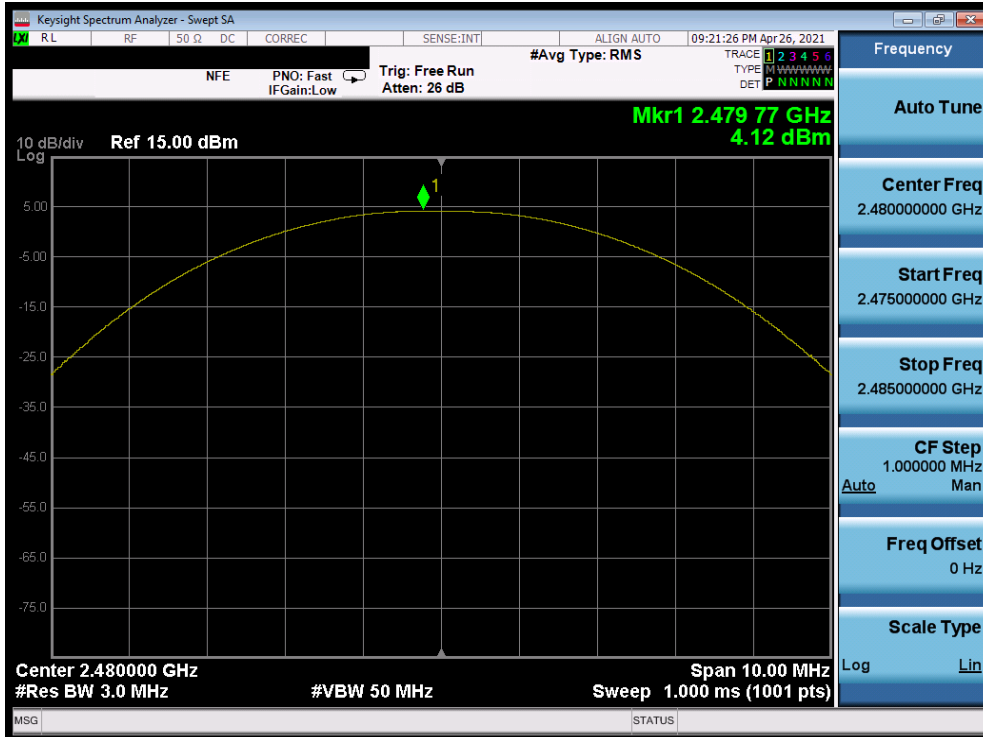 Keysight Spectrum Analyzer - Swept SA
LXI RL RF 50 Ω DC CORREC SENSE:INT ALIGN AUTO 09:21:26 PM Apr 26, 2021
Frequency
#Avg Type: RMS
TRACE 1 2 3 4 5 6
NFE PNO: Fast Trig: Free Run
TYPE M WWWWW
IFGain:Low Atten: 26 dB
DET P N N N N N
Auto Tune
Mkr1 2.479 77 GHz
4.12 dBm
10 dB/div Ref 15.00 dBm
Log
1
5.00
-5.00
-15.0
-25.0
-35.0
-45.0
-55.0
-65.0
-75.0
Center Freq
2.480000000 GHz
Start Freq
2.475000000 GHz
Stop Freq
2.485000000 GHz
CF Step
1.000000 MHz
Auto Man
Freq Offset
0 Hz
Scale Type
Log Lin
Center 2.480000 GHz Span 10.00 MHz
#Res BW 3.0 MHz #VBW 50 MHz Sweep 1.000 ms (1001 pts)
MSG STATUS